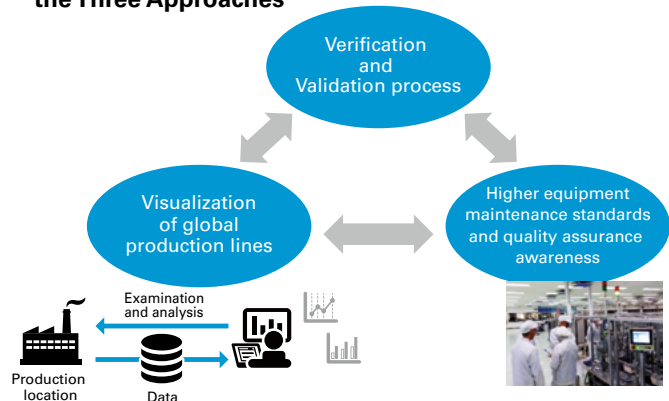 the Three Approaches
Verification
and
Validation process
Visualization
of global
production lines
Higher equipment
maintenance standards
and quality assurance
awareness
Examination
and analysis
Production
location
Data